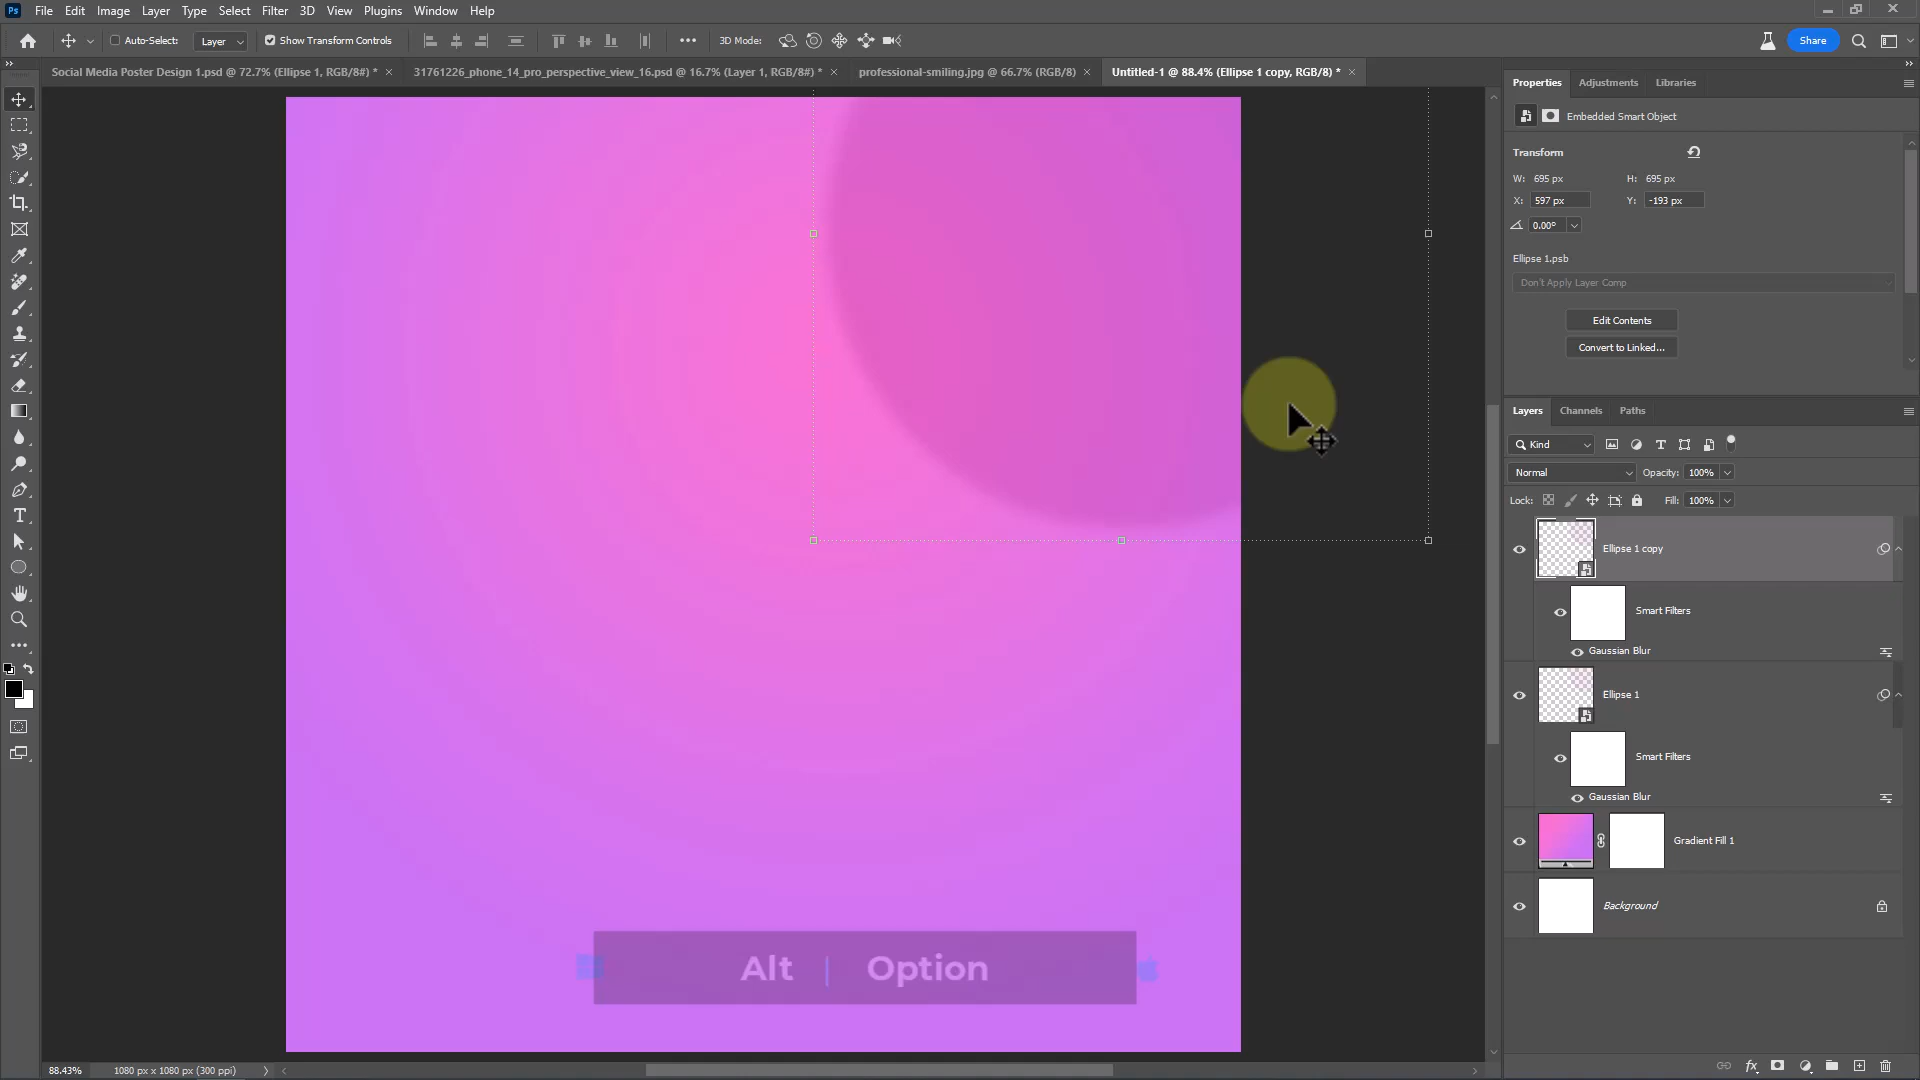 Ps File Edit Image Layer Type Select Filter 3D View Plugins Window Help
Auto-Select: Layer Show Transform Controls 3D Mode: Share
Social Media Poster Design 1.psd @ 72.7% (Ellipse 1, RGB/8#) * 31761226_phone_14_pro_perspective_view_16.psd @ 16.7% (Layer 1, RGB/8#) * professional-smiling.jpg @ 66.7% (RGB/8) Untitled-1 @ 88.4% (Ellipse 1 copy, RGB/8) *
Properties Adjustments Libraries
Embedded Smart Object
Transform
W: 695 px H: 695 px
X: 597 px Y: -193 px
0.00°
Ellipse 1.psb
Don't Apply Layer Comp
Edit Contents
Convert to Linked...
Layers Channels Paths
Kind
Normal Opacity: 100%
Lock: Fill: 100%
Ellipse 1 copy
Smart Filters
Gaussian Blur
Ellipse 1
Smart Filters
Gaussian Blur
Gradient Fill 1
Background
Alt | Option
88.43% 1080 px x 1080 px (300 ppi)